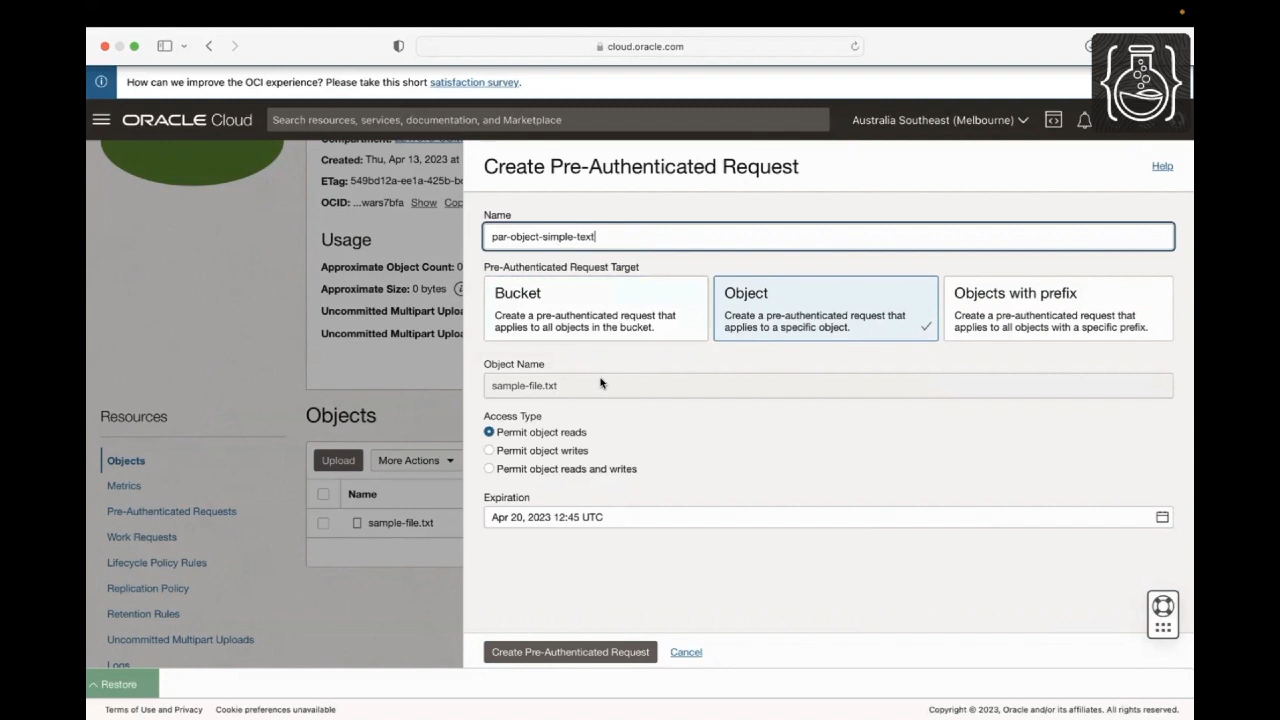 cloud.oracle.com
How can we improve the OCI experience? Please take this short satisfaction survey.
ORACLE Cloud
Search resources, services, documentation, and Marketplace
Australia Southeast (Melbourne)
Created: Thu, Apr 13, 2023 at
ETag: 549bd12a-ee1a-425b-
OCID: ...wars7bfa Show
Usage
Approximate Object Count: 0
Approximate Size: 0 bytes
Uncommitted Multipart
Uncommitted Multipart
Resources
Objects
Metrics
Pre-Authenticated Requests
Work Requests
Lifecycle Policy Rules
Replication Policy
Retention Rules
Uncommitted Multipart Uploads
Logs
Objects
Upload
More Actions
Name
sample-file.txt
Create Pre-Authenticated Request
Help
Name
par-object-simple-text
Pre-Authenticated Request Target
Bucket
Create a pre-authenticated request that
applies to all objects in the bucket.
Object
Create a pre-authenticated request that
applies to a specific object.
Objects with prefix
Create a pre-authenticated request that
applies to all objects with a specific prefix.
Object Name
sample-file.txt
Access Type
Permit object reads
Permit object writes
Permit object reads and writes
Expiration
Apr 20, 2023 12:45 UTC
Create Pre-Authenticated Request
Cancel
Restore
Terms of Use and Privacy
Cookie preferences unavailable
Copyright © 2023, Oracle and/or its affiliates. All rights reserved.